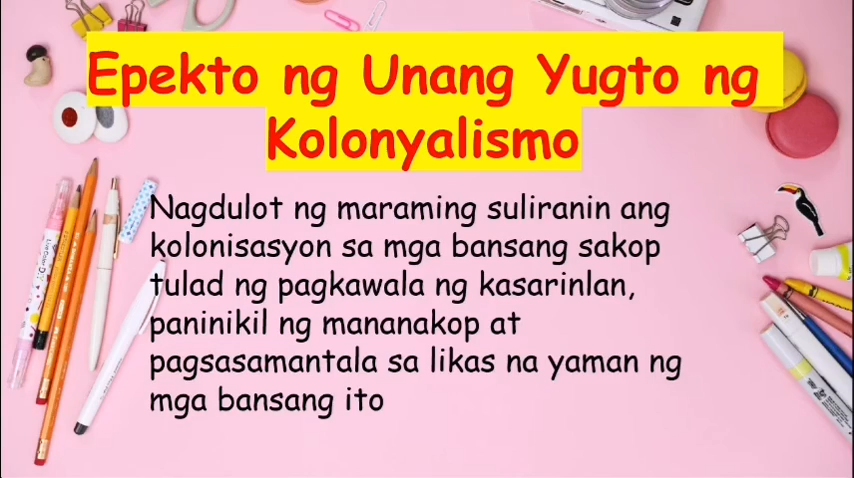 Epekto ng Unang Yugto ng
Kolonyalismo
Nagdulot ng maraming suliranin ang
kolonisasyon sa mga bansang sakop
tulad ng pagkawala ng kasarinlan,
paninikil ng mananakop at
pagsasamantala sa likas na yaman ng
mga bansang ito